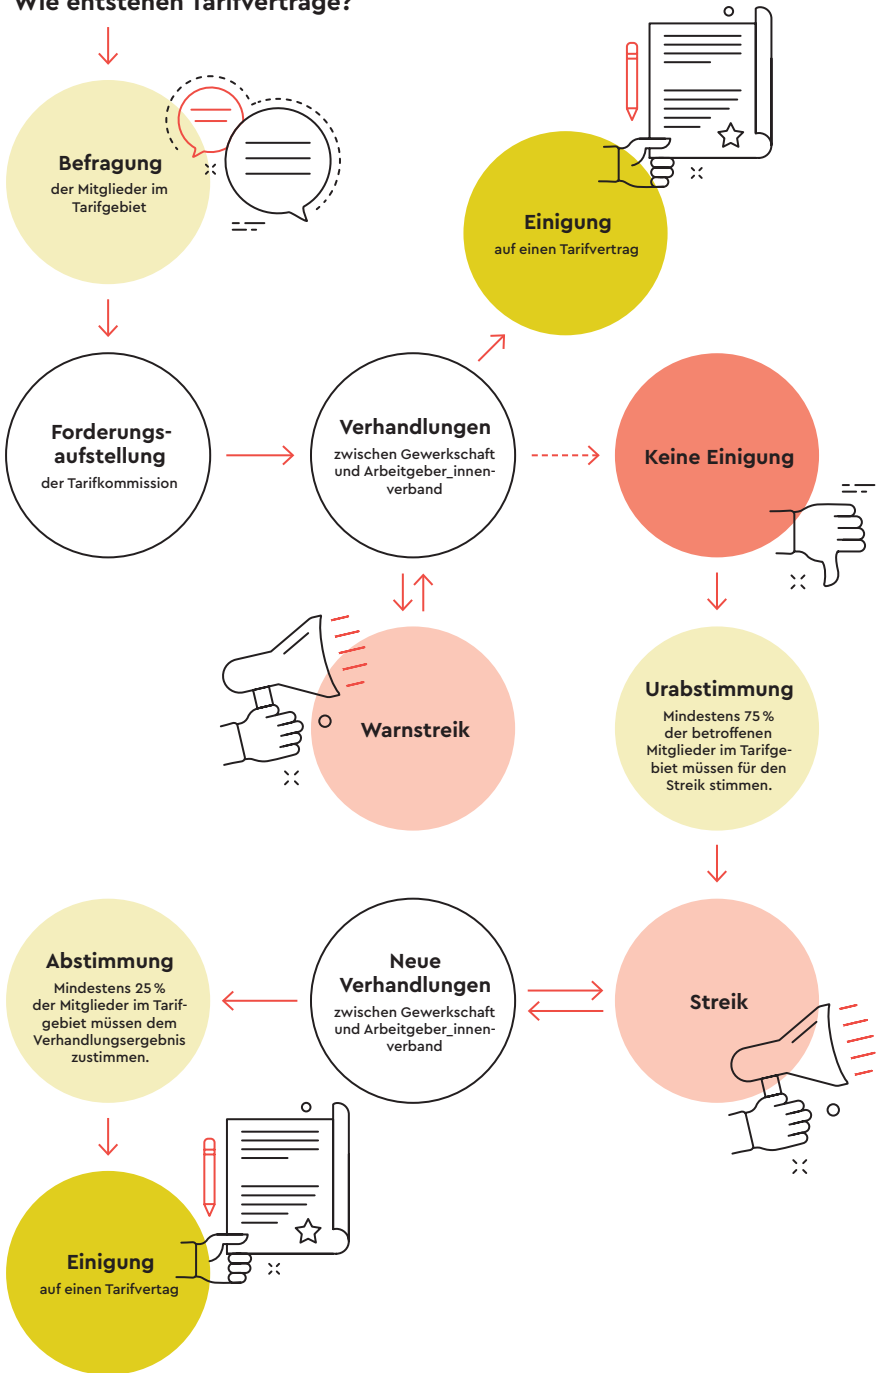 Wie entstehen Tarifverträge?
Befragung
der Mitglieder im
Tarifgebiet
Einigung
auf einen Tarifvertrag
Forderungs-
aufstellung
der Tarifkommission
Verhandlungen
zwischen Gewerkschaft
und Arbeitgeber_innen-
verband
Keine Einigung
Warnstreik
Urabstimmung
Mindestens 75 %
der betroffenen
Mitglieder im Tarifge-
biet müssen für den
Streik stimmen.
Abstimmung
Mindestens 25 %
der Mitglieder im Tarif-
gebiet müssen dem
Verhandlungsergebnis
zustimmen.
Neue
Verhandlungen
zwischen Gewerkschaft
und Arbeitgeber_innen-
verband
Streik
Einigung
auf einen Tarifvertag